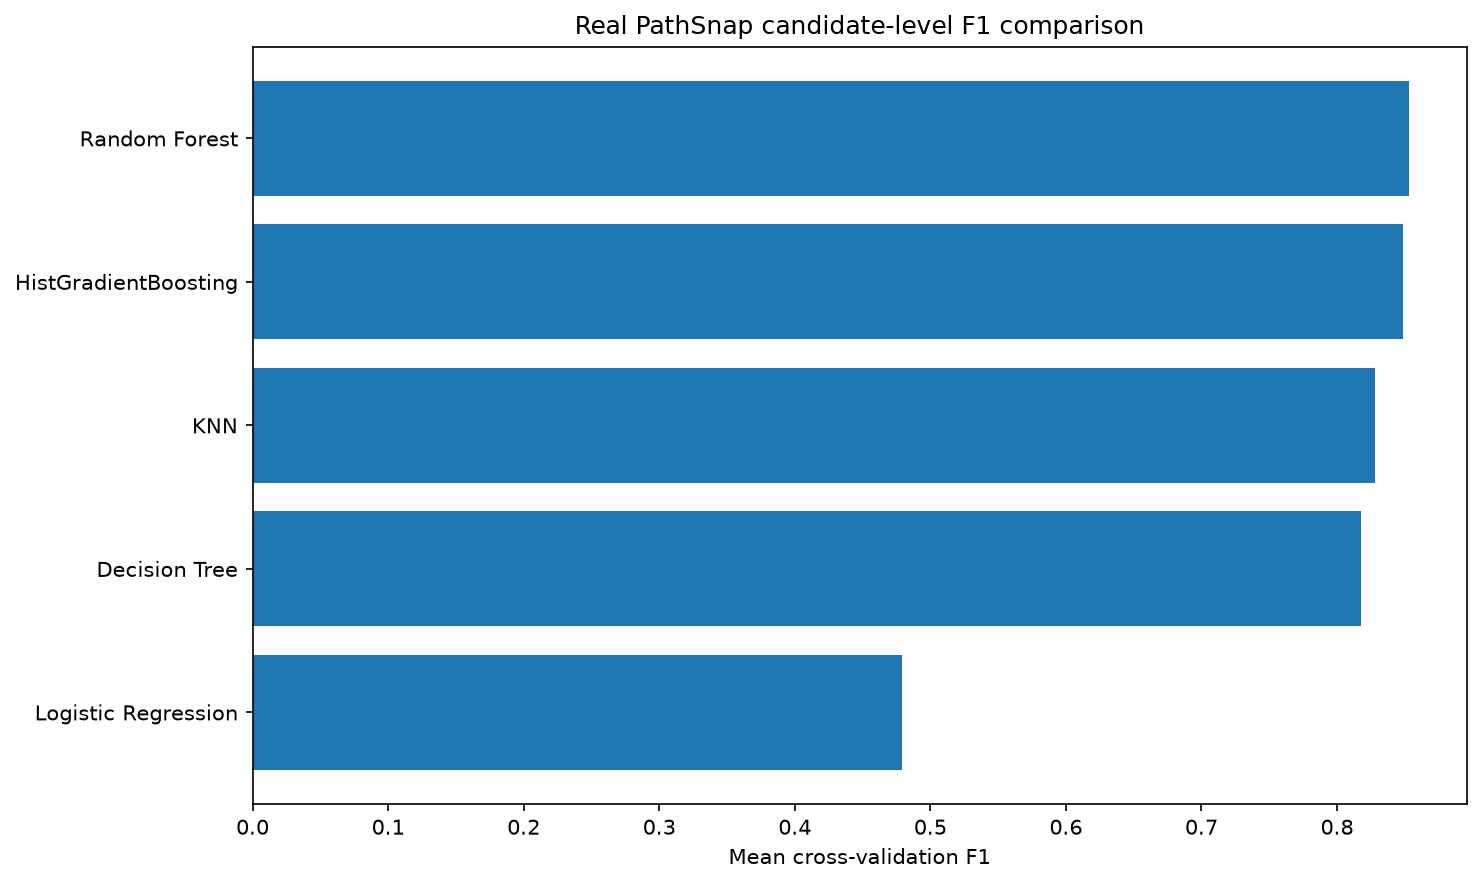 Real PathSnap candidate-level F1 comparison
Random Forest
HistGradientBoosting
KNN
Decision Tree
Logistic Regression
0.0 0.1 0.2 0.3 0.4 0.5 0.6 0.7 0.8
Mean cross-validation F1